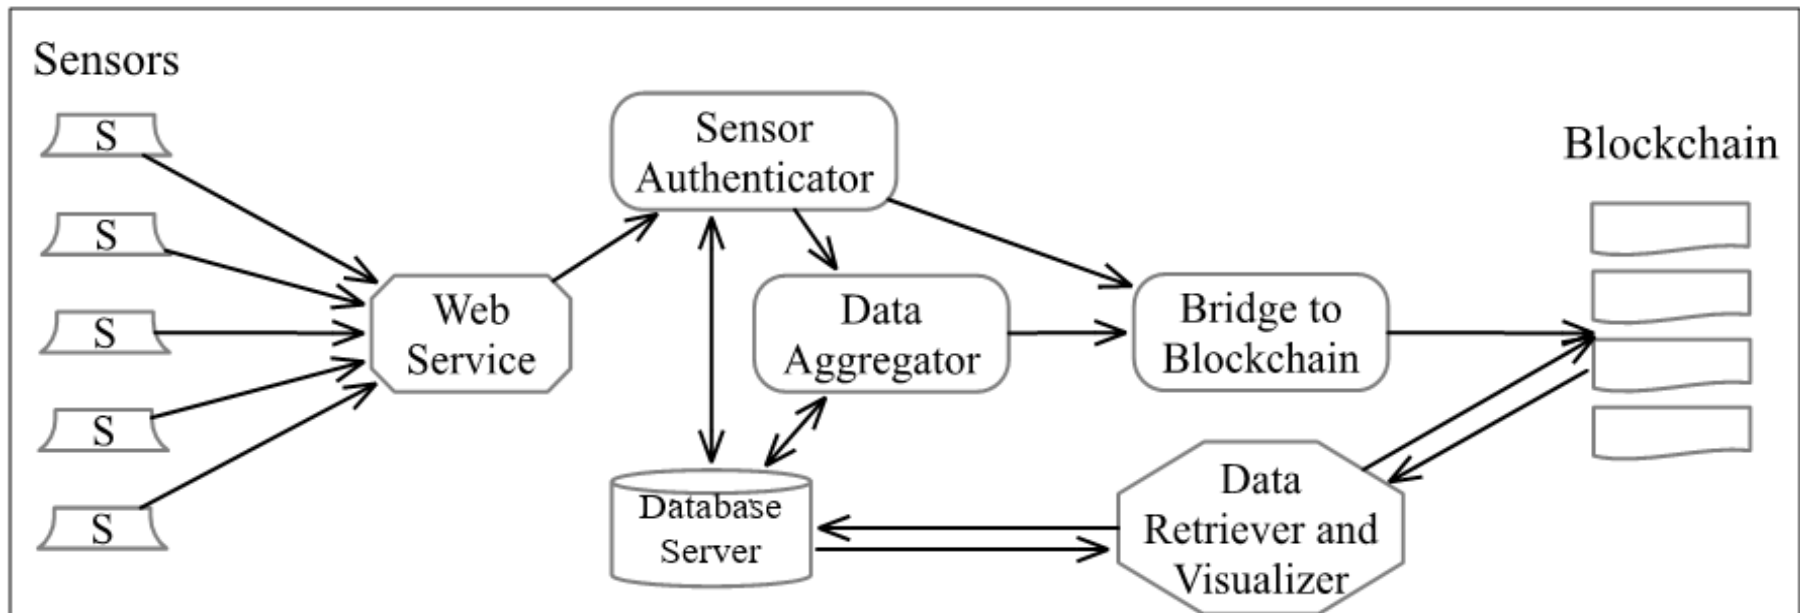 Sensors
S
S
S
S
S
Web
Service
Sensor
Authenticator
Data
Aggregator
Database
Server
Bridge to
Blockchain
Data
Retriever and
Visualizer
Blockchain